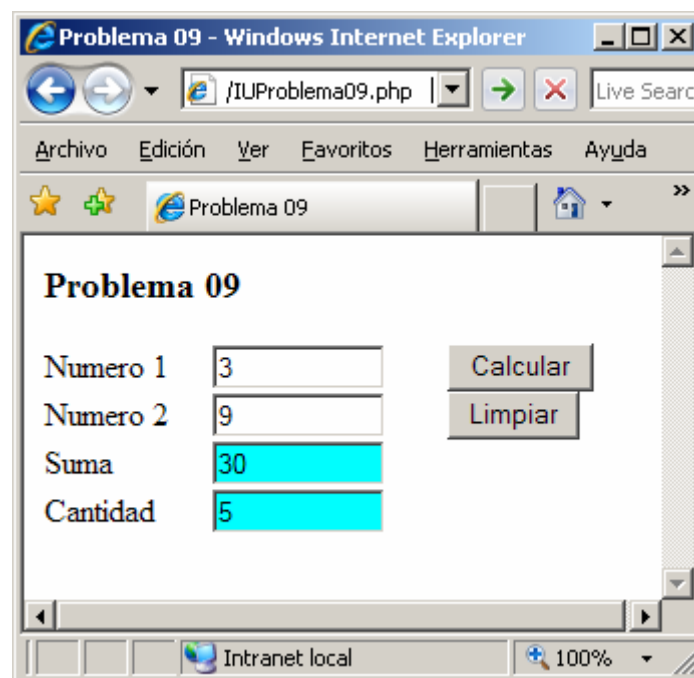 Problema 09 - Windows Internet Explorer
/IUProblema09.php
Live Searc
Archivo Edición Ver Favoritos Herramientas Ayuda
Problema 09 »
Problema 09
Numero 1 3 Calcular
Numero 2 9 Limpiar
Suma 30
Cantidad 5
Intranet local 100%